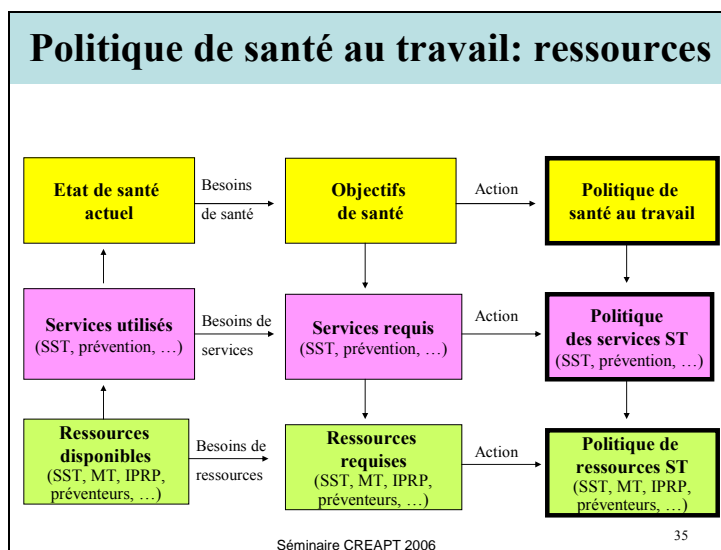 Politique de santé au travail: ressources
Etat de santé
actuel
Besoins
de santé
Objectifs
de santé
Action
Politique de
santé au travail
Services utilisés
(SST, prévention, …)
Besoins de
services
Services requis
(SST, prévention, …)
Action
Politique
des services ST
(SST, prévention, …)
Ressources
disponibles
(SST, MT, IPRP,
préventeurs, …)
Besoins de
ressources
Ressources
requises
(SST, MT, IPRP,
préventeurs, …)
Action
Politique de
ressources ST
(SST, MT, IPRP,
préventeurs, …)
Séminaire CREAPT 2006
35